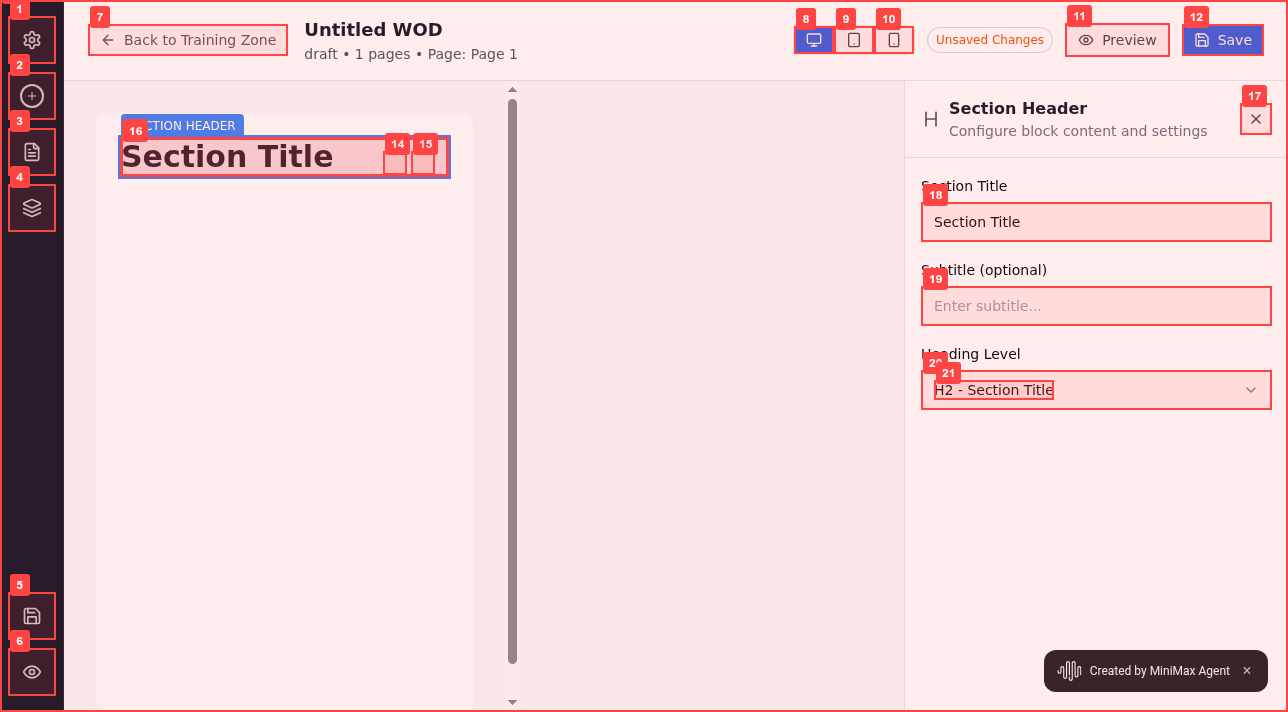 1
2
3
4
5
6
7
Back to Training Zone
Untitled WOD
draft • 1 pages • Page: Page 1
8
9
10
Unsaved Changes
11
Preview
12
Save
CTION HEADER
16
Section Title
14
15
Section Header
Configure block content and settings
17
Section Title
18
Section Title
Subtitle (optional)
19
Enter subtitle...
Heading Level
20
21
H2 - Section Title
Created by MiniMax Agent